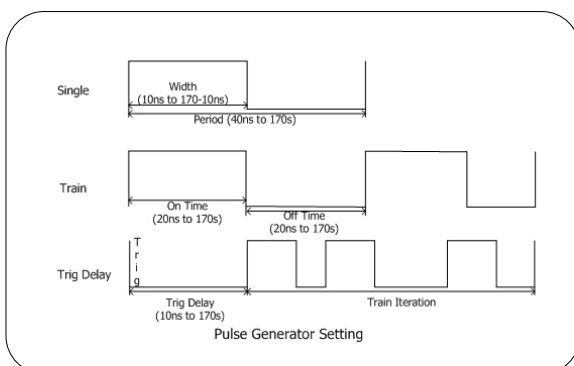 Single
Width
(10ns to 170-10ns)
Period (40ns to 170s)
Train
On Time
(20ns to 170s)
Off Time
(20ns to 170s)
Trig
Trig Delay
Trig Delay
(10ns to 170s)
Train Iteration
Pulse Generator Setting